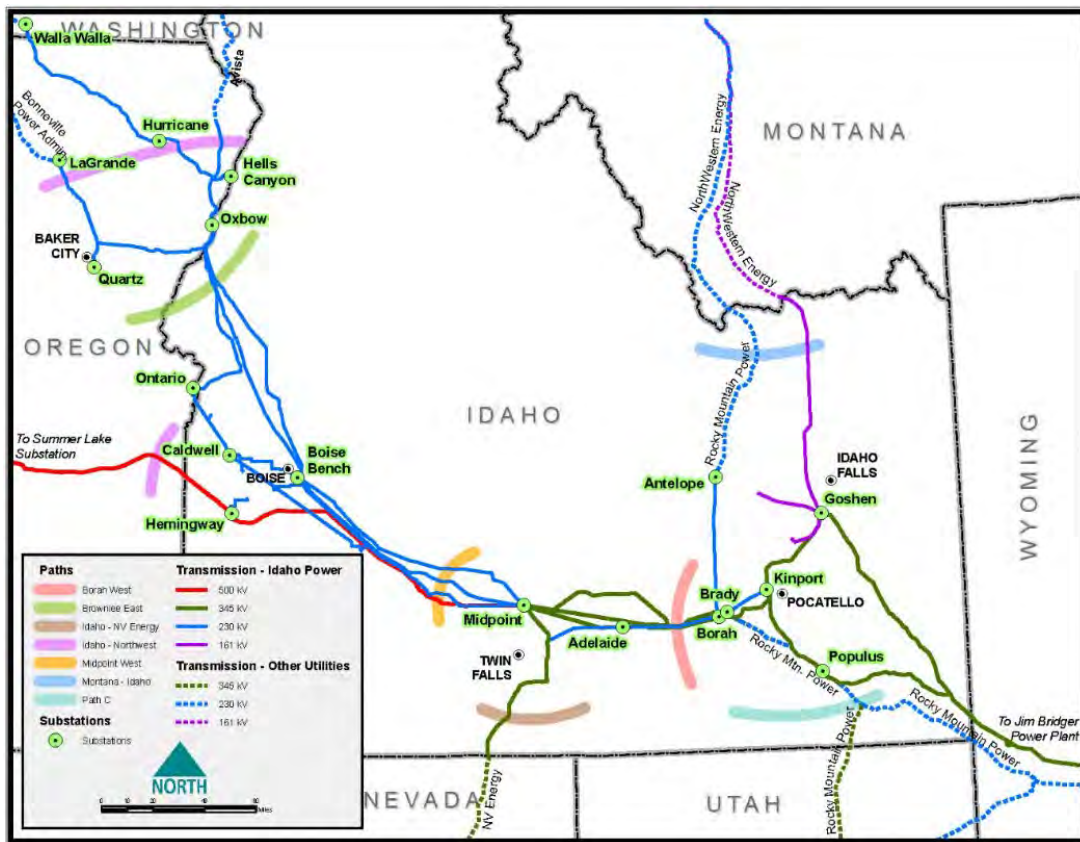 WASHINGTON
Walla Walla
Avista
Bonneville
Power Admin.
Hurricane
LaGrande
Hells
Canyon
Oxbow
BAKER
CITY
Quartz
MONTANA
NorthWestern Energy
NorthWestern Energy
OREGON
Ontario
IDAHO
Rocky Mountain Power
WYOMING
To Summer Lake
Substation
Caldwell
BOISE
Boise
Bench
Hemingway
Antelope
IDAHO
FALLS
Goshen
Kinport
POCATELLO
Brady
Borah
Midpoint
Adelaide
TWIN
FALLS
Rocky Mtn. Power
Populus
Rocky Mountain Power
Rocky Mountain Power
To Jim Bridger
Power Plant
NV Energy
NEVADA
UTAH
Paths
Borah West
Brownlee East
Idaho - NV Energy
Idaho - Northwest
Midpoint West
Montana - Idaho
Path C
Substations
Substations
Transmission - Idaho Power
500 kV
345 kV
230 kV
161 kV
Transmission - Other Utilities
345 kV
230 kV
161 kV
NORTH
Miles